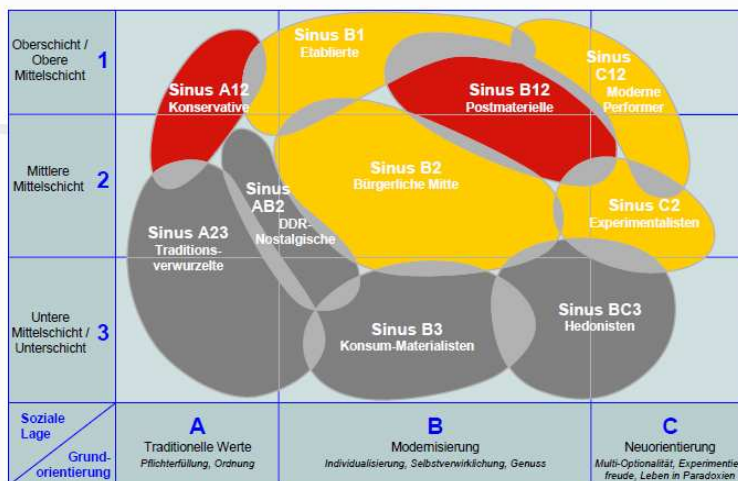 Oberschicht /
Obere
Mittelschicht
1
Sinus B1
Etablierte
Sinus
C12
Moderne
Performer
Sinus A12
Konservative
Sinus B12
Postmaterielle
Mittlere
Mittelschicht
2
Sinus
AB2
DDR-
Nostalgische
Sinus B2
Bürgerliche Mitte
Sinus C2
Experimentalisten
Sinus A23
Traditions-
verwurzelte
Untere
Mittelschicht /
Unterschicht
3
Sinus B3
Konsum-Materialisten
Sinus BC3
Hedonisten
Soziale
Lage
Grund-
orientierung
A
Traditionelle Werte
Pflichterfüllung, Ordnung
B
Modernisierung
Individualisierung, Selbstverwirklichung, Genuss
C
Neuorientierung
Multi-Optionalität, Experimentier
freude, Leben in Paradoxien